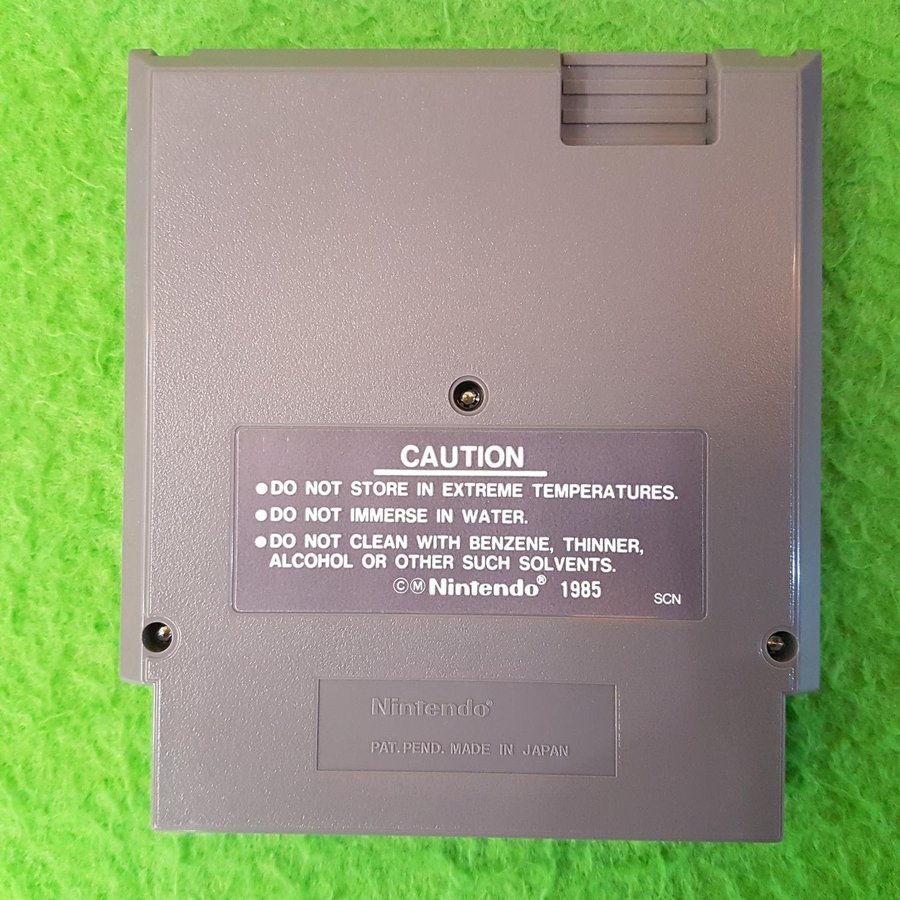 CAUTION
●DO NOT STORE IN EXTREME TEMPERATURES.
●DO NOT IMMERSE IN WATER.
●DO NOT CLEAN WITH BENZENE, THINNER,
ALCOHOL OR OTHER SUCH SOLVENTS.
ⒸⓂNintendo® 1985
SCN
Nintendo®
PAT.PEND. MADE IN JAPAN